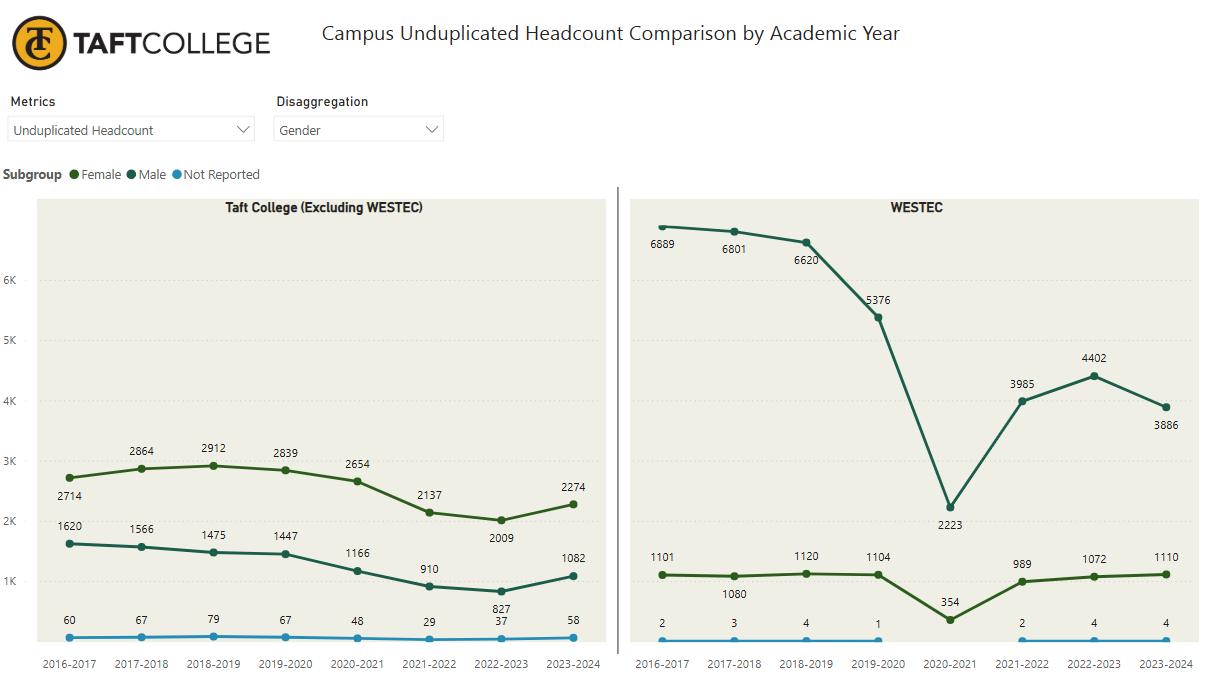 TC
TAFTCOLLEGE
Campus Unduplicated Headcount Comparison by Academic Year
Metrics
Disaggregation
Unduplicated Headcount
Gender
Subgroup Female Male Not Reported
Taft College (Excluding WESTEC)
6K
5K
4K
3K
2K
1K
2714
2864
2912
2839
2654
2137
2009
2274
1620
1566
1475
1447
1166
910
827
1082
60
67
79
67
48
29
37
58
2016-2017 2017-2018 2018-2019 2019-2020 2020-2021 2021-2022 2022-2023 2023-2024
WESTEC
6889
6801
6620
5376
2223
3985
4402
3886
1101
1080
1120
1104
354
989
1072
1110
2
3
4
1
2
4
4
2016-2017 2017-2018 2018-2019 2019-2020 2020-2021 2021-2022 2022-2023 2023-2024